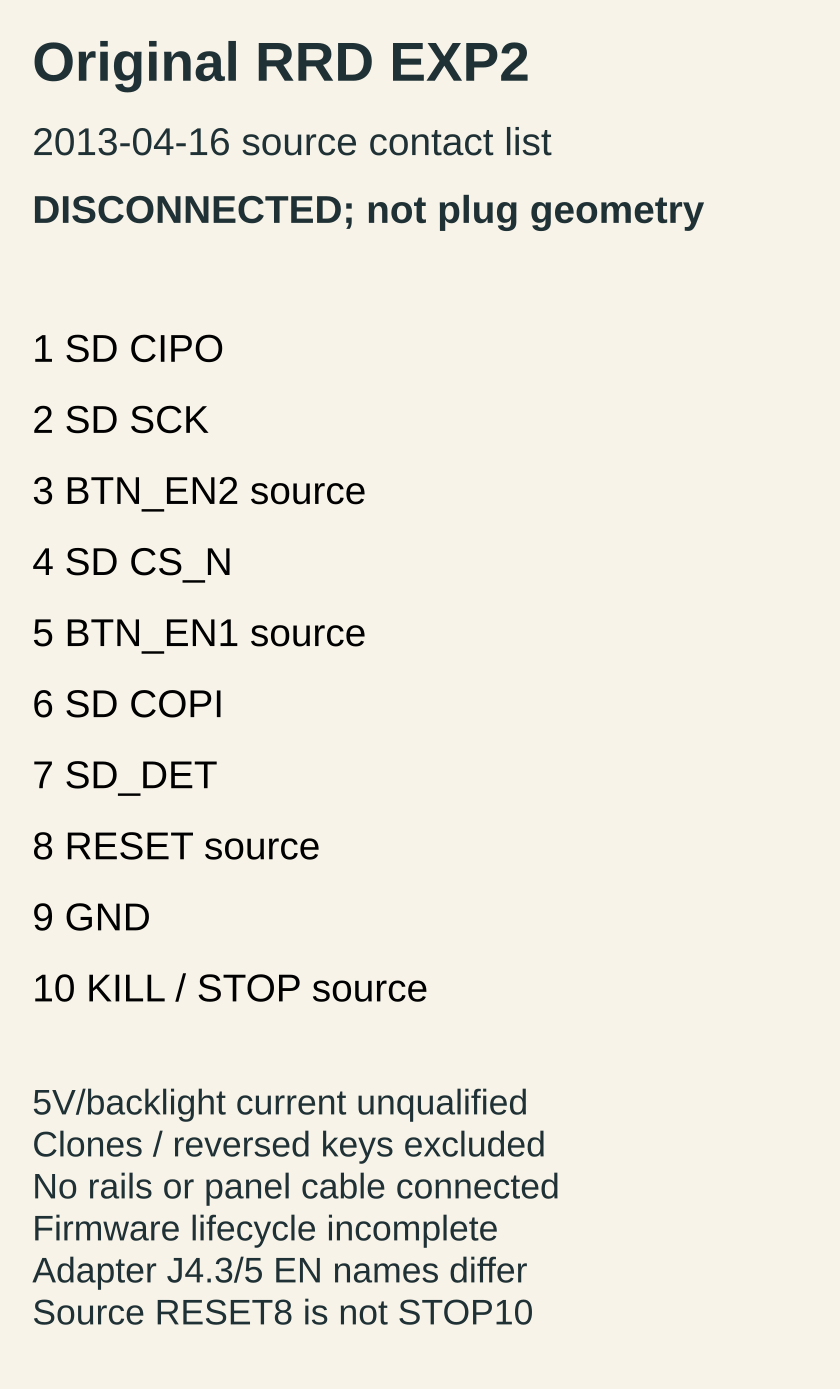 Original RRD EXP2
2013-04-16 source contact list
DISCONNECTED; not plug geometry
1 SD CIPO
2 SD SCK
3 BTN_EN2 source
4 SD CS_N
5 BTN_EN1 source
6 SD COPI
7 SD_DET
8 RESET source
9 GND
10 KILL / STOP source
5V/backlight current unqualified
Clones / reversed keys excluded
No rails or panel cable connected
Firmware lifecycle incomplete
Adapter J4.3/5 EN names differ
Source RESET8 is not STOP10